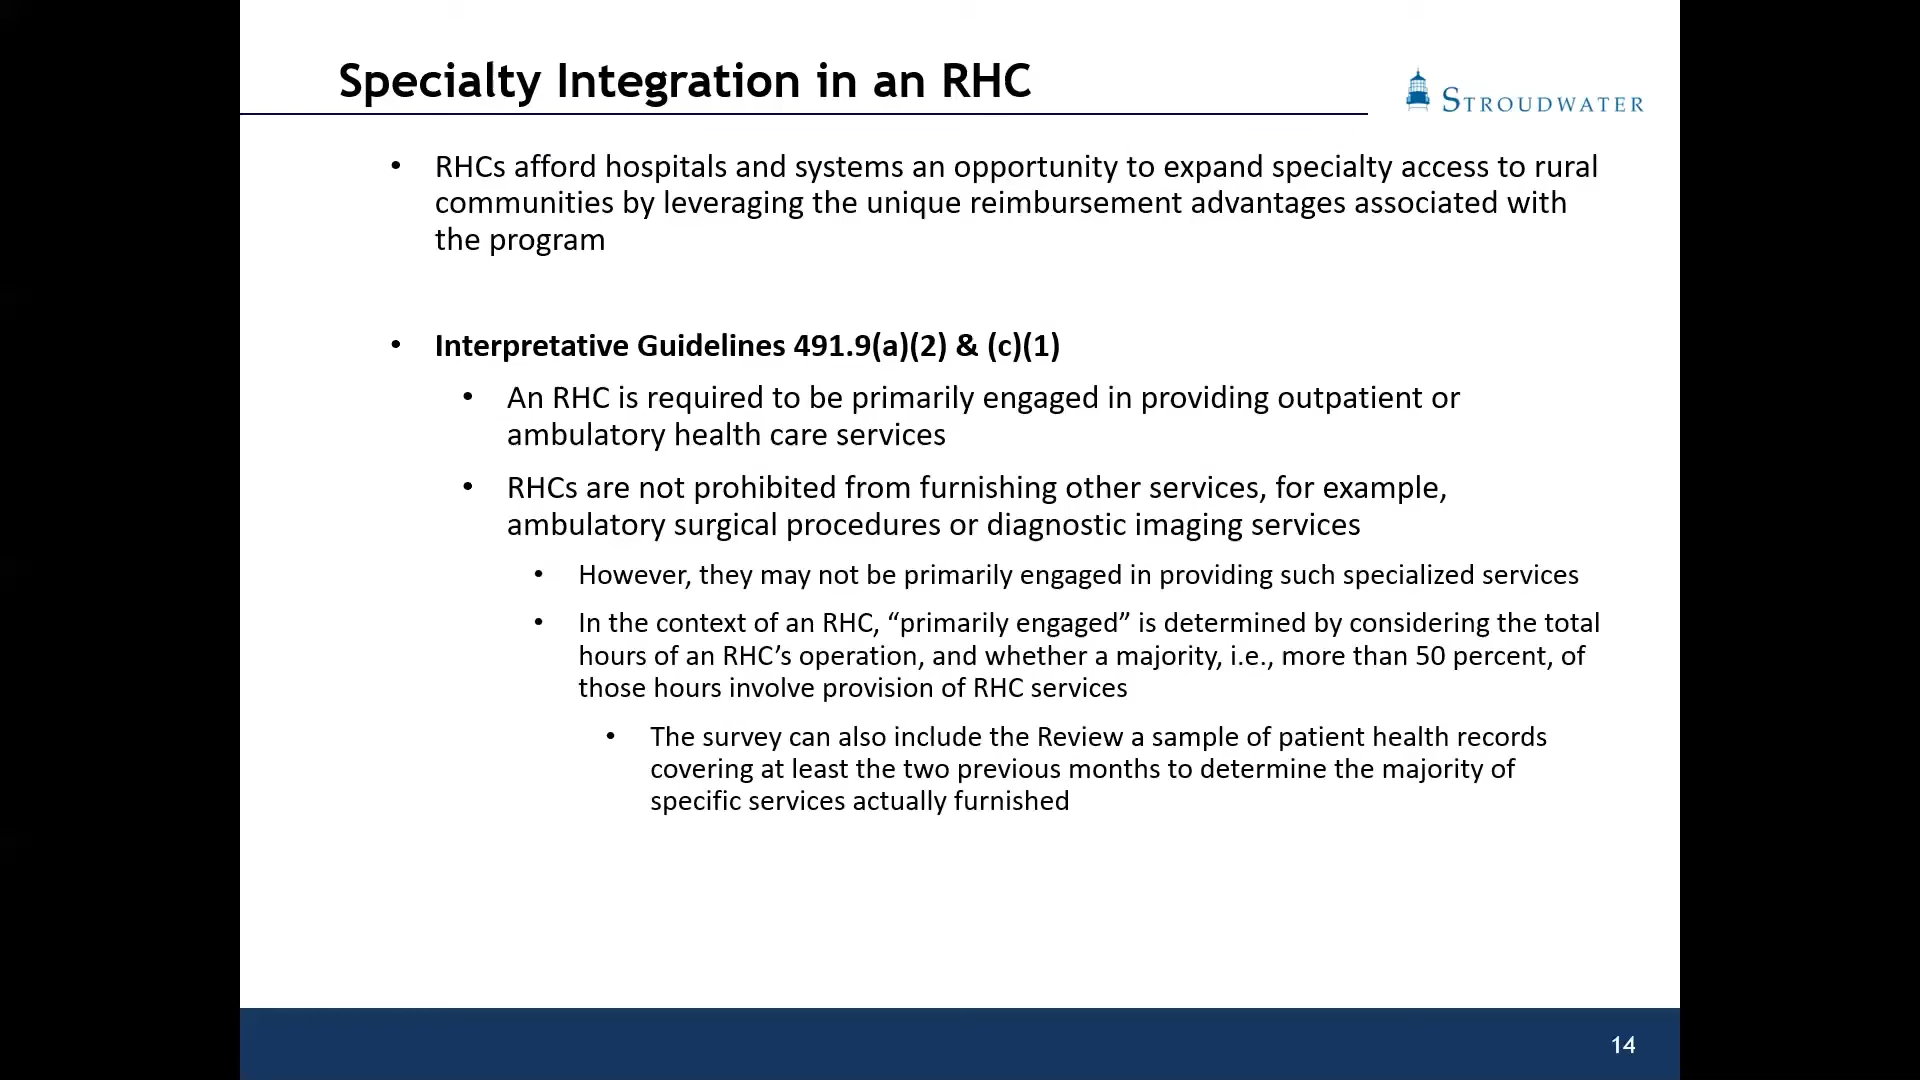 Specialty Integration in an RHC
STROUDWATER
• RHCs afford hospitals and systems an opportunity to expand specialty access to rural
communities by leveraging the unique reimbursement advantages associated with
the program
• Interpretative Guidelines 491.9(a)(2) & (c)(1)
• An RHC is required to be primarily engaged in providing outpatient or
ambulatory health care services
• RHCs are not prohibited from furnishing other services, for example,
ambulatory surgical procedures or diagnostic imaging services
• However, they may not be primarily engaged in providing such specialized services
• In the context of an RHC, “primarily engaged” is determined by considering the total
hours of an RHC’s operation, and whether a majority, i.e., more than 50 percent, of
those hours involve provision of RHC services
• The survey can also include the Review a sample of patient health records
covering at least the two previous months to determine the majority of
specific services actually furnished
14